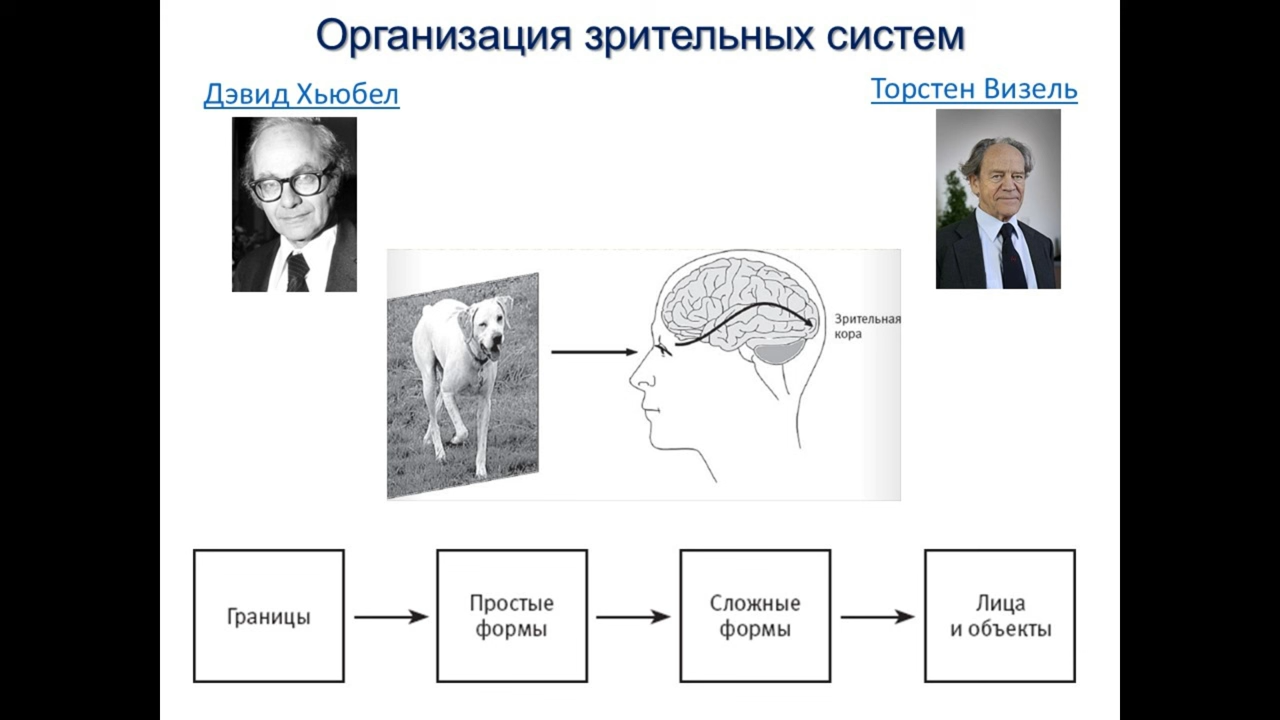 Организация зрительных систем
Дэвид Хьюбел
Торстен Визель
Зрительная
кора
Границы
Простые
формы
Сложные
формы
Лица
и объекты